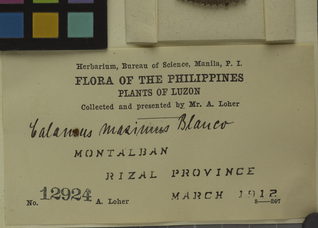 Herbarium, Bureau of Science, Manila, P. I.
FLORA OF THE PHILIPPINES
PLANTS OF LUZON
Collected and presented by Mr. A. Loher
Calamus maximus Blanco
MONTALBAN
RIZAL PROVINCE
No. 12924 A. Loher MARCH 1912